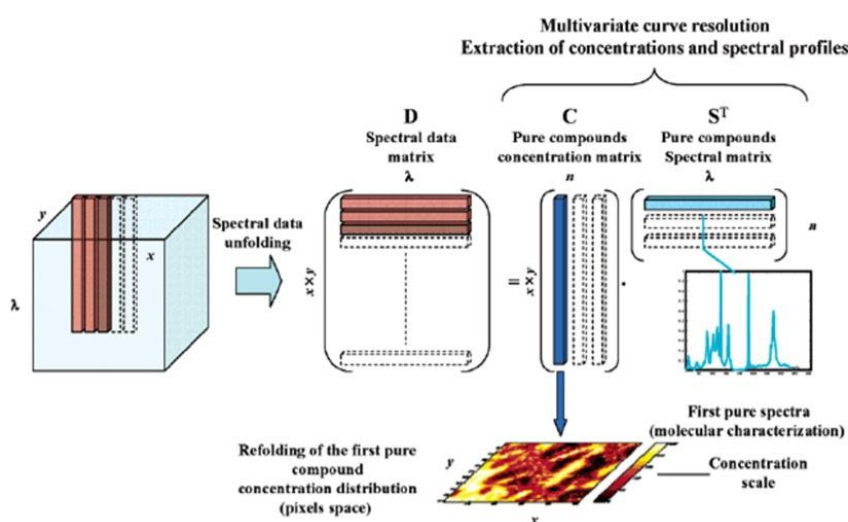 Multivariate curve resolution
Extraction of concentrations and spectral profiles
D
Spectral data
matrix
λ
C
Pure compounds
concentration matrix
n
Sᵀ
Pure compounds
Spectral matrix
λ
y
x
λ
Spectral data
unfolding
x×y
=
x×y
.
n
First pure spectra
(molecular characterization)
Refolding of the first pure
compound
concentration distribution
(pixels space)
y
x
Concentration
scale